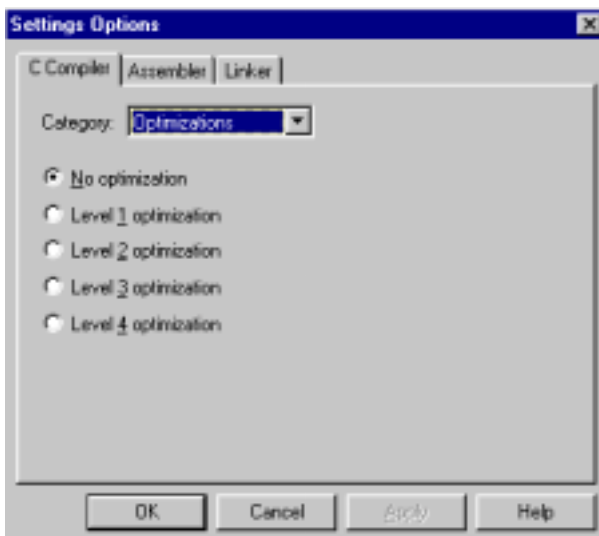 Settings Options
C Compiler Assembler Linker
Category: Optimizations
No optimization
Level 1 optimization
Level 2 optimization
Level 3 optimization
Level 4 optimization
OK Cancel Apply Help